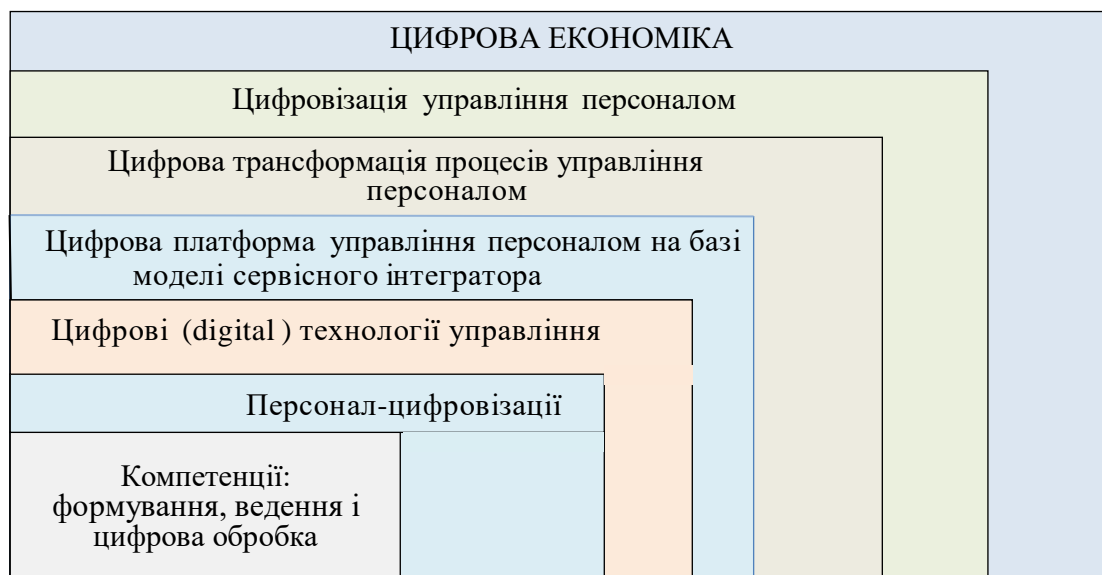 ЦИФРОВА ЕКОНОМІКА
Цифровізація управління персоналом
Цифрова трансформація процесів управління
персоналом
Цифрова платформа управління персоналом на базі
моделі сервісного інтегратора
Цифрові (digital ) технології управління
Персонал-цифровізації
Компетенції:
формування, ведення і
цифрова обробка